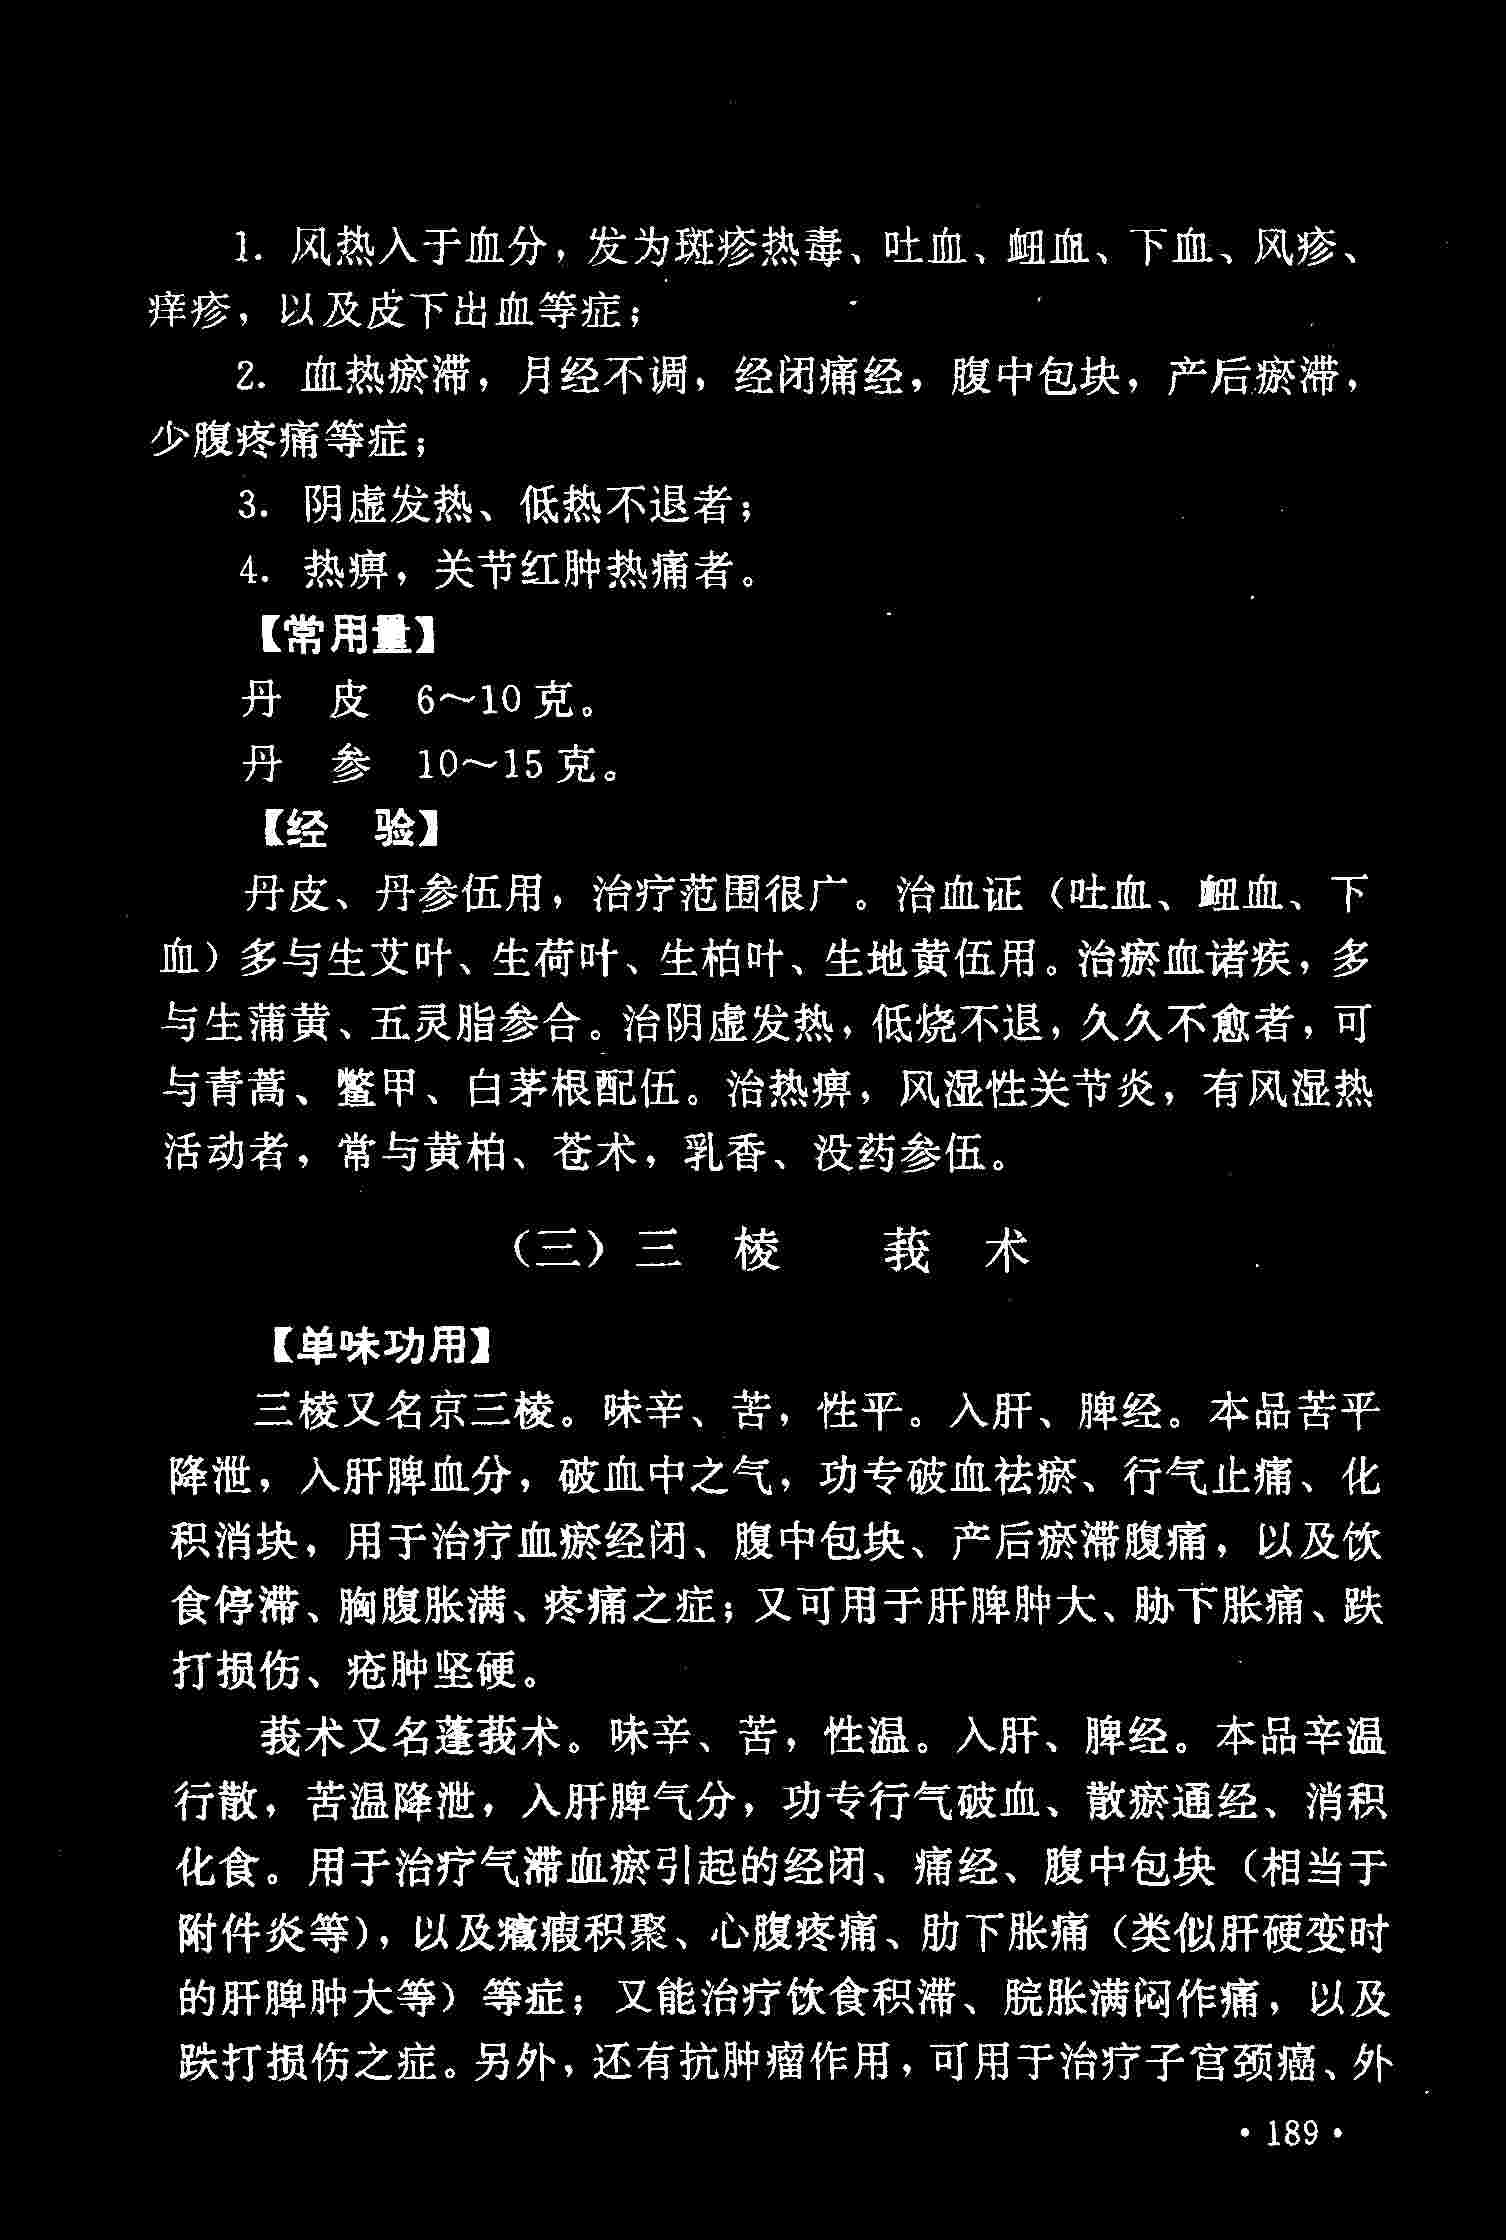 1. 风热入于血分，发为斑疹热毒、吐血、衄血、下血、风疹、
痒疹，以及皮下出血等症；
2. 血热瘀滞，月经不调，经闭痛经，腹中包块，产后瘀滞，
少腹疼痛等症；
3. 阴虚发热、低热不退者；
4. 热痹，关节红肿热痛者。
【常用量】
丹　皮　6～10克。
丹　参　10～15克。
【经　验】
丹皮、丹参伍用，治疗范围很广。治血证（吐血、衄血、下
血）多与生艾叶、生荷叶、生柏叶、生地黄伍用。治瘀血诸疾，多
与生蒲黄、五灵脂参合。治阴虚发热，低烧不退，久久不愈者，可
与青蒿、鳖甲、白茅根配伍。治热痹，风湿性关节炎，有风湿热
活动者，常与黄柏、苍术，乳香、没药参伍。
（三）三　棱　　莪　术
【单味功用】
三棱又名京三棱。味辛、苦，性平。入肝、脾经。本品苦平
降泄，入肝脾血分，破血中之气，功专破血祛瘀、行气止痛、化
积消块，用于治疗血瘀经闭、腹中包块、产后瘀滞腹痛，以及饮
食停滞、胸腹胀满、疼痛之症；又可用于肝脾肿大、胁下胀痛、跌
打损伤、疮肿坚硬。
莪术又名蓬莪术。味辛、苦，性温。入肝、脾经。本品辛温
行散，苦温降泄，入肝脾气分，功专行气破血、散瘀通经、消积
化食。用于治疗气滞血瘀引起的经闭、痛经、腹中包块（相当于
附件炎等），以及癥瘕积聚、心腹疼痛、肋下胀痛（类似肝硬变时
的肝脾肿大等）等症；又能治疗饮食积滞、脘胀满闷作痛，以及
跌打损伤之症。另外，还有抗肿瘤作用，可用于治疗子宫颈癌、外
·189·